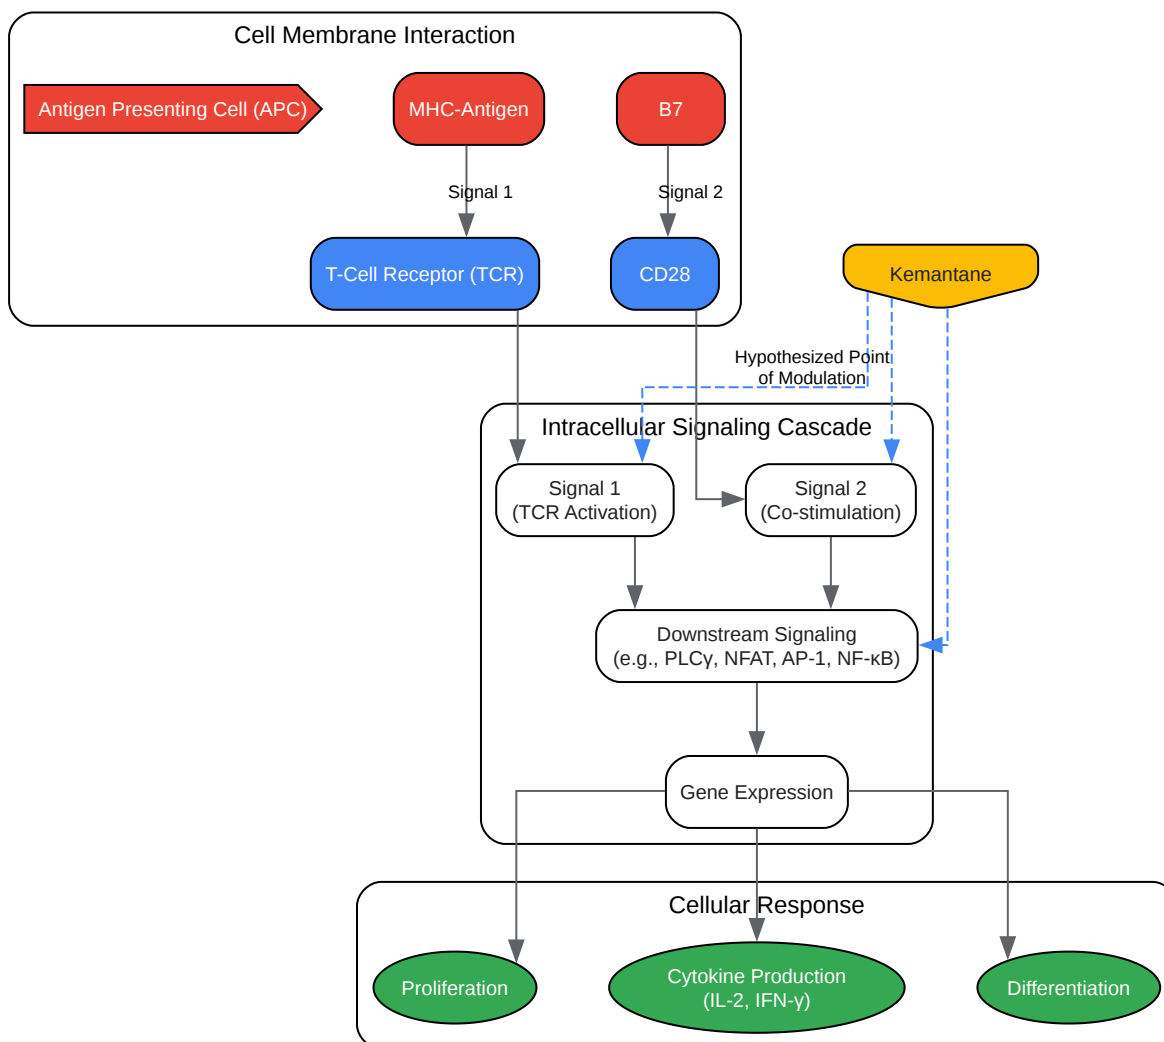 Cell Membrane Interaction
Antigen Presenting Cell (APC)
MHC-Antigen
B7
Signal 1
Signal 2
T-Cell Receptor (TCR)
CD28
Kemantane
Hypothesized Point
of Modulation
Intracellular Signaling Cascade
Signal 1
(TCR Activation)
Signal 2
(Co-stimulation)
Downstream Signaling
(e.g., PLCγ, NFAT, AP-1, NF-κB)
Gene Expression
Cellular Response
Proliferation
Cytokine Production
(IL-2, IFN-γ)
Differentiation